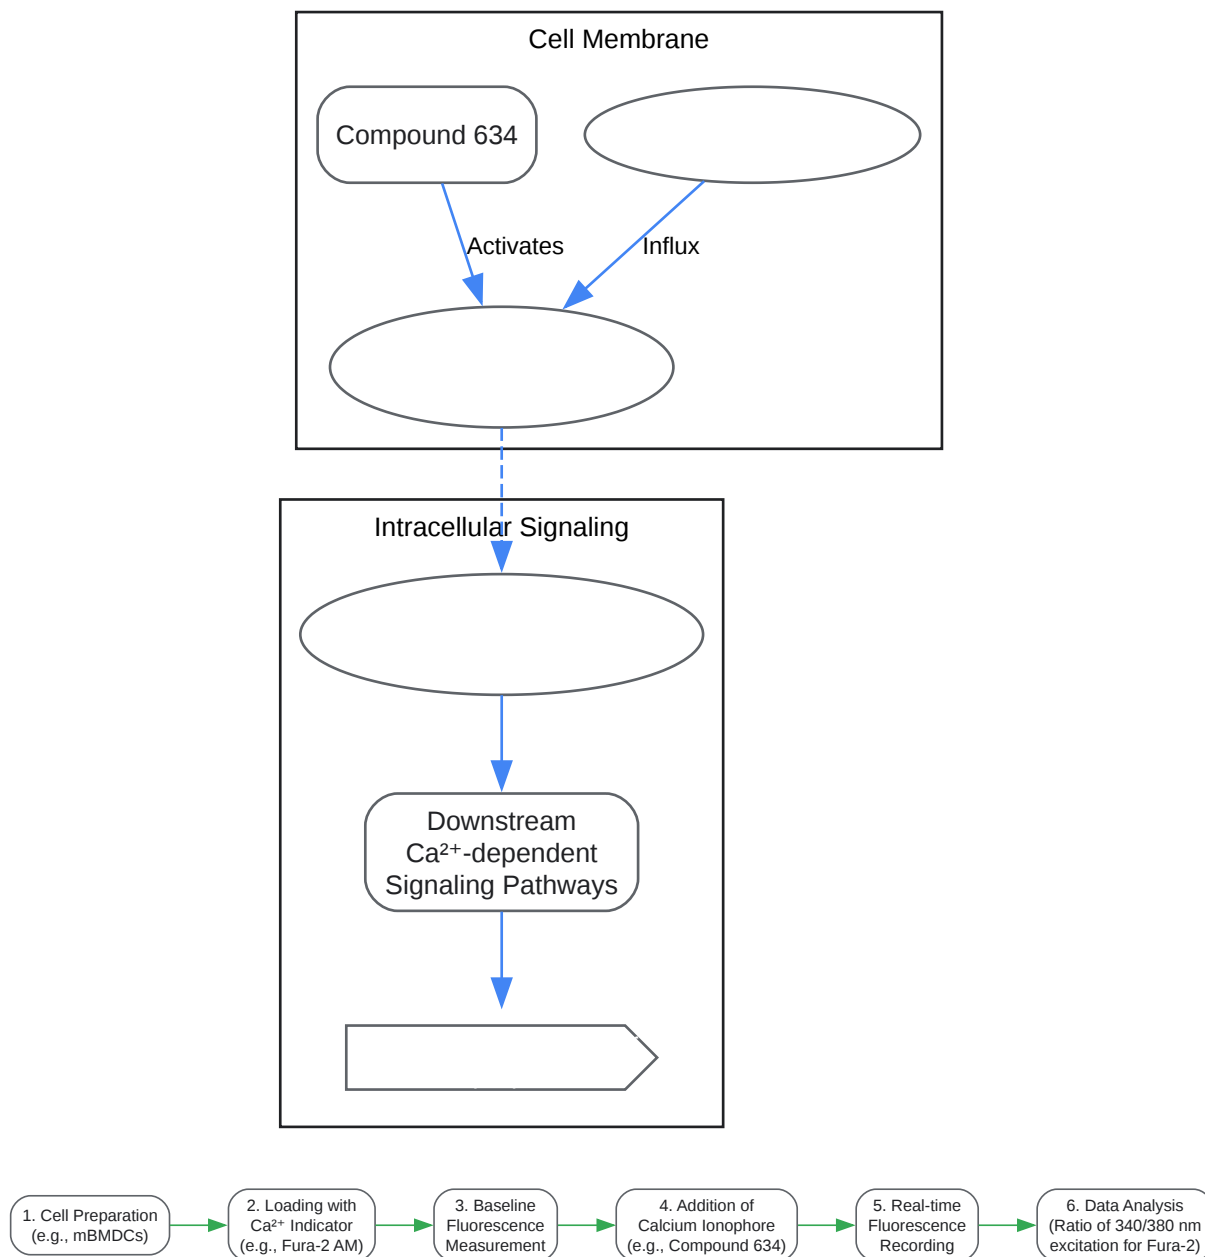 Cell Membrane
Compound 634
Activates
Influx
Intracellular Signaling
Downstream
Ca²⁺-dependent
Signaling Pathways
1. Cell Preparation
(e.g., mBMDCs)
2. Loading with
Ca²⁺ Indicator
(e.g., Fura-2 AM)
3. Baseline
Fluorescence
Measurement
4. Addition of
Calcium Ionophore
(e.g., Compound 634)
5. Real-time
Fluorescence
Recording
6. Data Analysis
(Ratio of 340/380 nm
excitation for Fura-2)